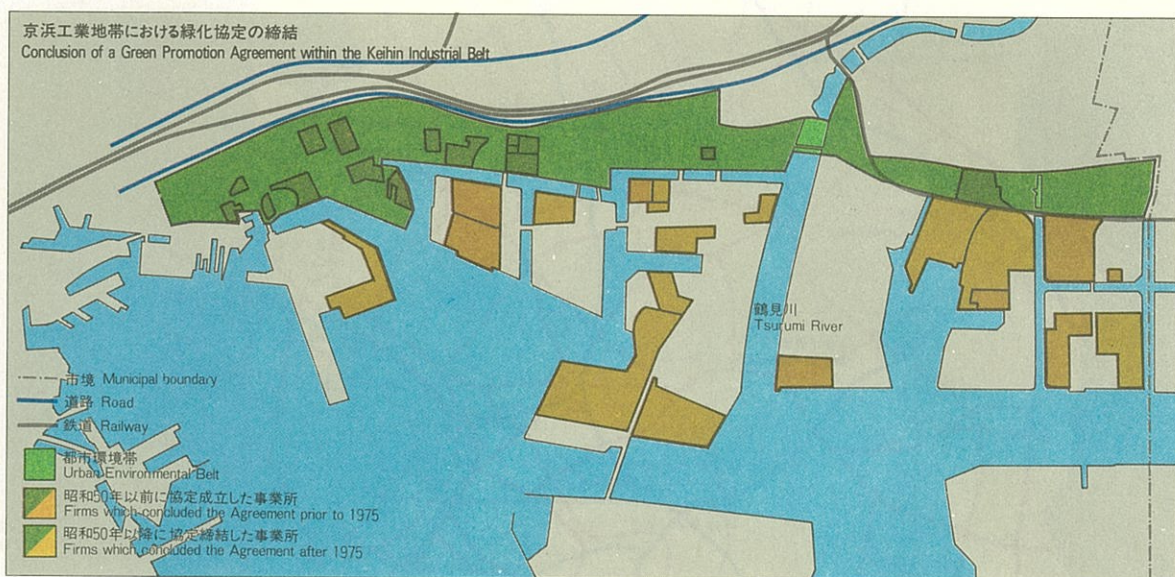 京浜工業地帯における緑化協定の締結
Conclusion of a Green Promotion Agreement within the Keihin Industrial Belt
鶴見川
Tsurumi River
市境 Municipal boundary
道路 Road
鉄道 Railway
都市環境帯
Urban Environmental Belt
昭和50年以前に協定成立した事業所
Firms which concluded the Agreement prior to 1975
昭和50年以降に協定締結した事業所
Firms which concluded the Agreement after 1975